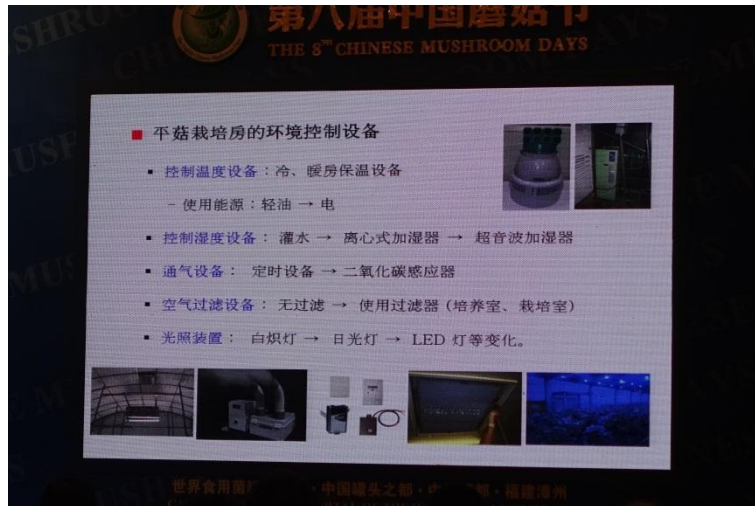 第八届中国蘑菇节
THE 8TH CHINESE MUSHROOM DAYS
■ 平菇栽培房的环境控制设备
▪ 控制温度设备：冷、暖房保温设备
– 使用能源：轻油 → 电
▪ 控制湿度设备： 灌水 → 离心式加湿器 → 超音波加湿器
▪ 通气设备： 定时设备 → 二氧化碳感应器
▪ 空气过滤设备： 无过滤 → 使用过滤器 (培养室、栽培室)
▪ 光照装置： 白炽灯 → 日光灯 → LED 灯等变化。
世界食用菌
中国罐头之都
福建漳州